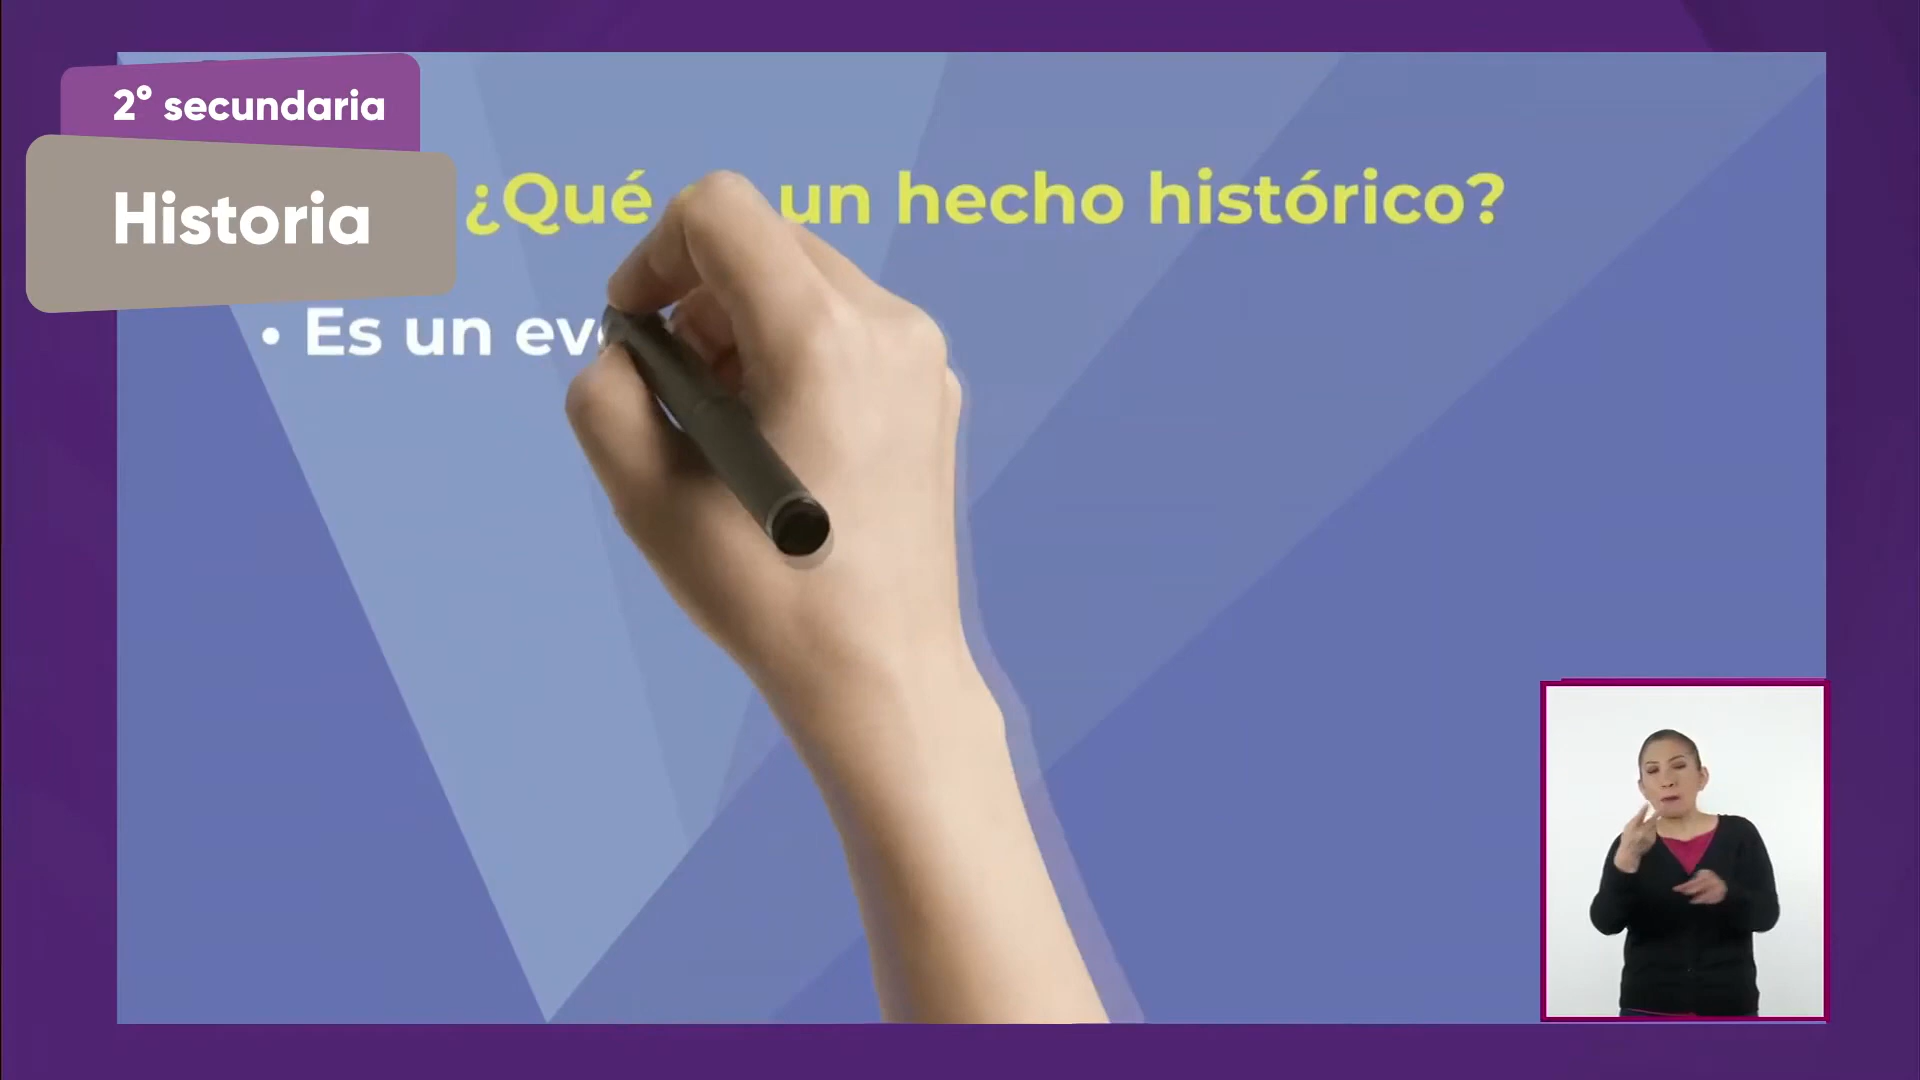 2° secundaria
Historia
¿Qué un hecho histórico?
• Es un